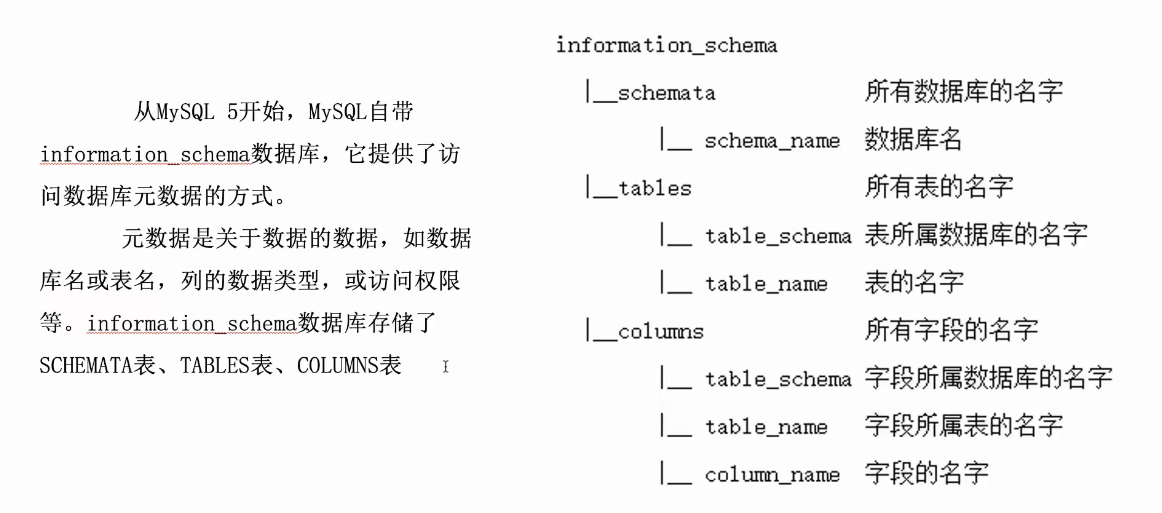 从MySQL 5开始，MySQL自带
information_schema数据库，它提供了访
问数据库元数据的方式。
元数据是关于数据的数据，如数据
库名或表名，列的数据类型，或访问权限
等。information_schema数据库存储了
SCHEMATA表、TABLES表、COLUMNS表
information_schema
|__schemata 所有数据库的名字
|__ schema_name 数据库名
|__tables 所有表的名字
|__ table_schema 表所属数据库的名字
|__ table_name 表的名字
|__columns 所有字段的名字
|__ table_schema 字段所属数据库的名字
|__ table_name 字段所属表的名字
|__ column_name 字段的名字